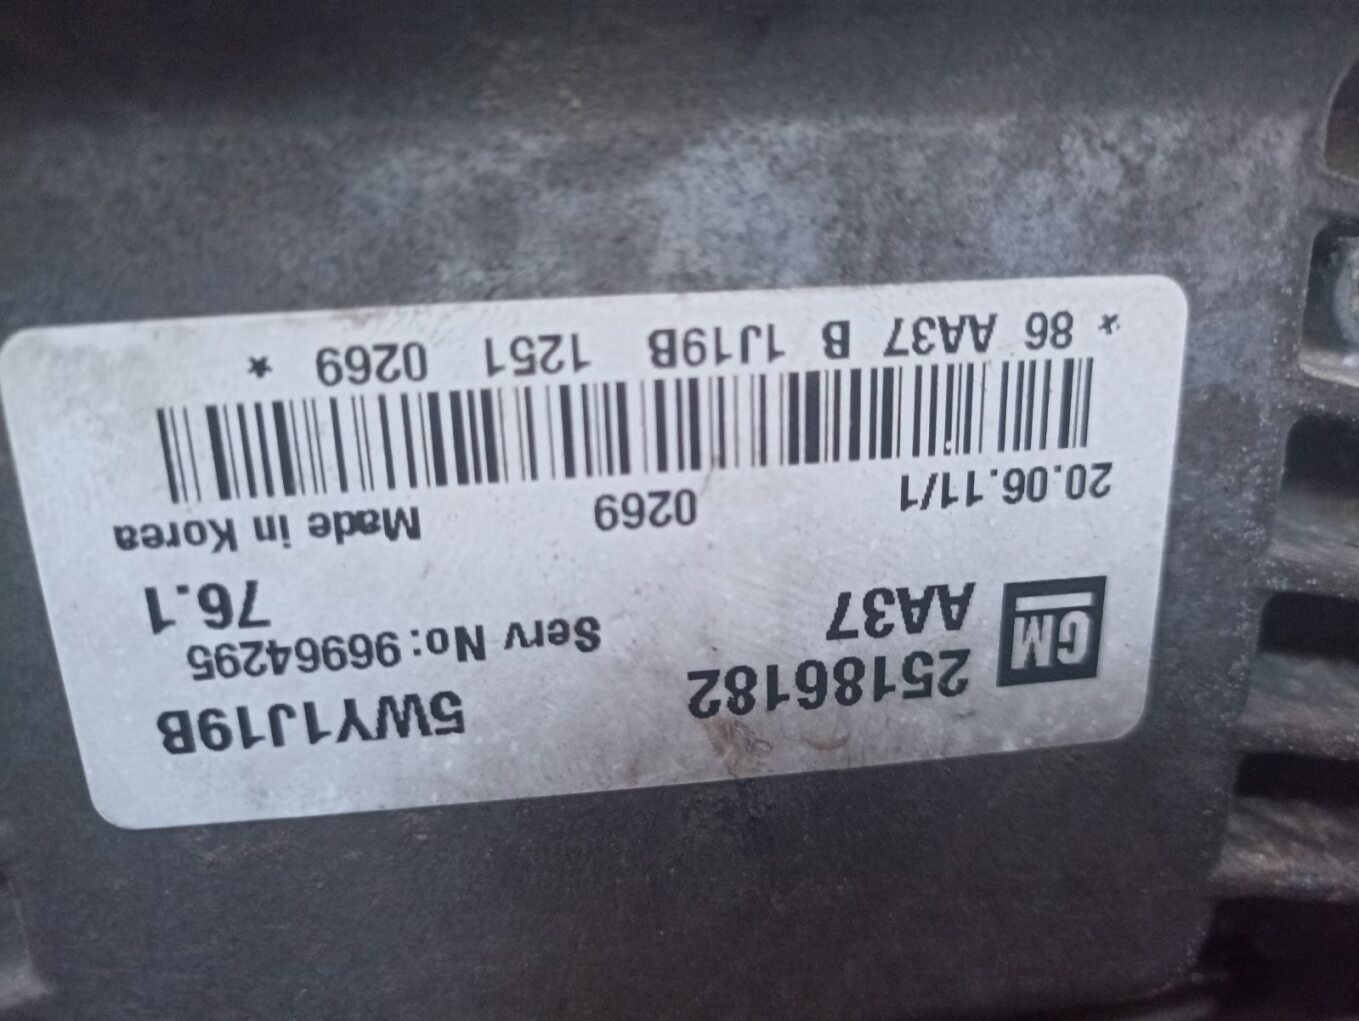 GM 25186182 5WY1J19B
AA37 Serv No: 96964295
76.1
20.06.11/1 0269 Made in Korea
* 86 AA37 B 1J19B 1251 0269 *